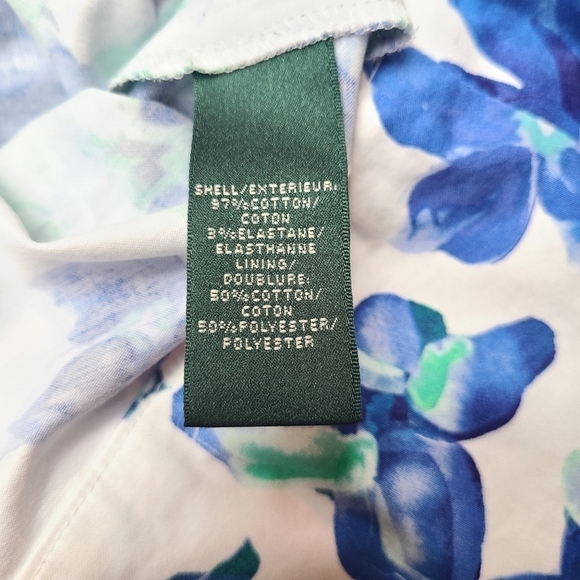 SHELL/EXTERIEUR:
97%COTTON/
COTON
3%ELASTANE/
ELASTHANNE
LINING/
DOUBLURE:
50%COTTON/
COTON
50%POLYESTER/
POLYESTER